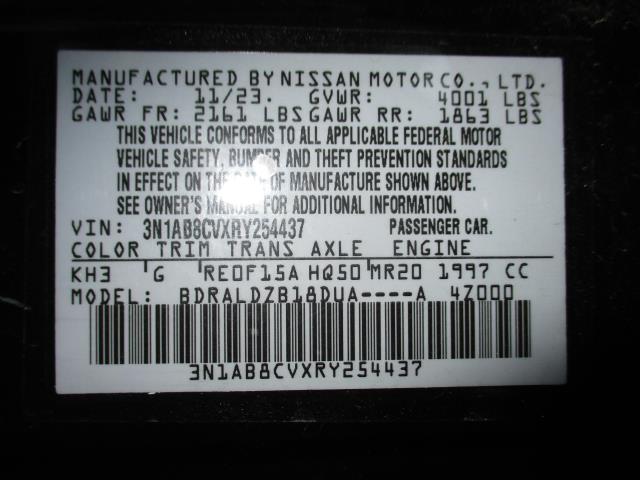 MANUFACTURED BY NISSAN MOTOR CO., LTD.
DATE: 11/23. GVWR: 4001 LBS
GAWR FR: 2161 LBS GAWR RR: 1863 LBS
THIS VEHICLE CONFORMS TO ALL APPLICABLE FEDERAL MOTOR
VEHICLE SAFETY, BUMPER AND THEFT PREVENTION STANDARDS
IN EFFECT ON THE DATE OF MANUFACTURE SHOWN ABOVE.
SEE OWNER'S MANUAL FOR ADDITIONAL INFORMATION.
VIN: 3N1AB8CVXRY254437 PASSENGER CAR.
COLOR TRIM TRANS AXLE ENGINE
KH3 G RE0F15A HQ50 MR20 1997 CC
MODEL: BDRALDZB18DUA----A 4Z000
3N1AB8CVXRY254437